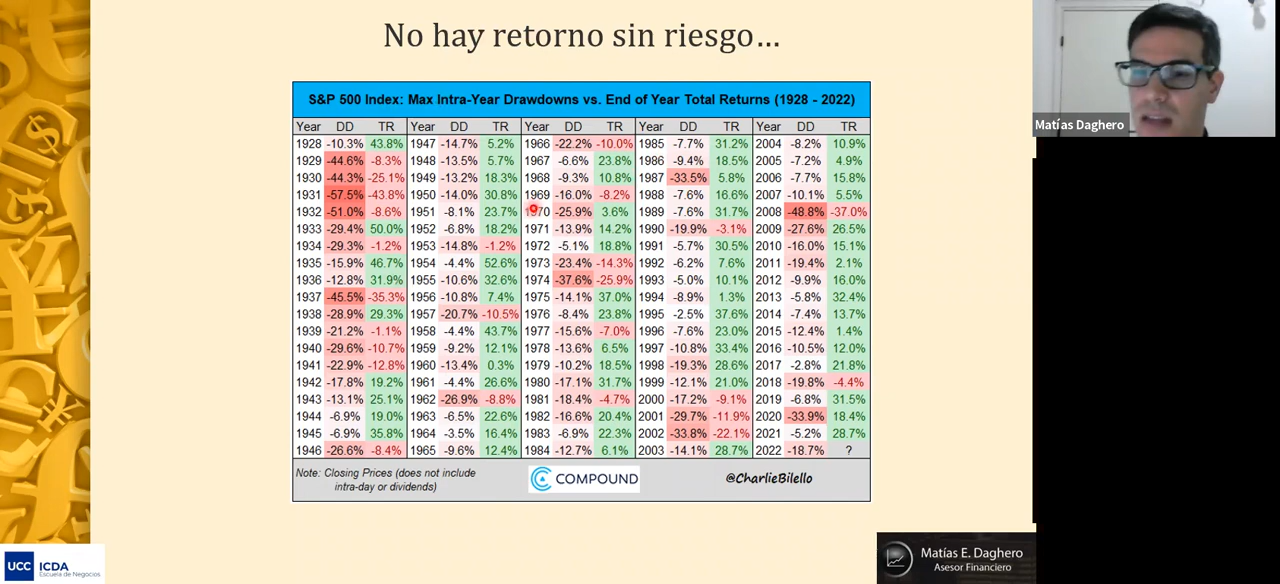 No hay retorno sin riesgo...
Matías Daghero
S&P 500 Index: Max Intra-Year Drawdowns vs. End of Year Total Returns (1928 - 2022)
Year DD TR Year DD TR Year DD TR Year DD TR Year DD TR
1928 -10.3% 43.8% 1947 -14.7% 5.2% 1966 -22.2% -10.0% 1985 -7.7% 31.2% 2004 -8.2% 10.9%
1929 -44.6% -8.3% 1948 -13.5% 5.7% 1967 -6.6% 23.8% 1986 -9.4% 18.5% 2005 -7.2% 4.9%
1930 -44.3% -25.1% 1949 -13.2% 18.3% 1968 -9.3% 10.8% 1987 -33.5% 5.8% 2006 -7.7% 15.8%
1931 -57.5% -43.8% 1950 -14.0% 30.8% 1969 -16.0% -8.2% 1988 -7.6% 16.6% 2007 -10.1% 5.5%
1932 -51.0% -8.6% 1951 -8.1% 23.7% 1970 -25.9% 3.6% 1989 -7.6% 31.7% 2008 -48.8% -37.0%
1933 -29.4% 50.0% 1952 -6.8% 18.2% 1971 -13.9% 14.2% 1990 -19.9% -3.1% 2009 -27.6% 26.5%
1934 -29.3% -1.2% 1953 -14.8% -1.2% 1972 -5.1% 18.8% 1991 -5.7% 30.5% 2010 -16.0% 15.1%
1935 -15.9% 46.7% 1954 -4.4% 52.6% 1973 -23.4% -14.3% 1992 -6.2% 7.6% 2011 -19.4% 2.1%
1936 -12.8% 31.9% 1955 -10.6% 32.6% 1974 -37.6% -25.9% 1993 -5.0% 10.1% 2012 -9.9% 16.0%
1937 -45.5% -35.3% 1956 -10.8% 7.4% 1975 -14.1% 37.0% 1994 -8.9% 1.3% 2013 -5.8% 32.4%
1938 -28.9% 29.3% 1957 -20.7% -10.5% 1976 -8.4% 23.8% 1995 -2.5% 37.6% 2014 -7.4% 13.7%
1939 -21.2% -1.1% 1958 -4.4% 43.7% 1977 -15.6% -7.0% 1996 -7.6% 23.0% 2015 -12.4% 1.4%
1940 -29.6% -10.7% 1959 -9.2% 12.1% 1978 -13.6% 6.5% 1997 -10.8% 33.4% 2016 -10.5% 12.0%
1941 -22.9% -12.8% 1960 -13.4% 0.3% 1979 -10.2% 18.5% 1998 -19.3% 28.6% 2017 -2.8% 21.8%
1942 -17.8% 19.2% 1961 -4.4% 26.6% 1980 -17.1% 31.7% 1999 -12.1% 21.0% 2018 -19.8% -4.4%
1943 -13.1% 25.1% 1962 -26.9% -8.8% 1981 -18.4% -4.7% 2000 -17.2% -9.1% 2019 -6.8% 31.5%
1944 -6.9% 19.0% 1963 -6.5% 22.6% 1982 -16.6% 20.4% 2001 -29.7% -11.9% 2020 -33.9% 18.4%
1945 -6.9% 35.8% 1964 -3.5% 16.4% 1983 -6.9% 22.3% 2002 -33.8% -22.1% 2021 -5.2% 28.7%
1946 -26.6% -8.4% 1965 -9.6% 12.4% 1984 -12.7% 6.1% 2003 -14.1% 28.7% 2022 -18.7% ?
Note: Closing Prices (does not include
intra-day or dividends)
COMPOUND
@CharlieBilello
UCC ICDA
Escuela de Negocios
Matías E. Daghero
Asesor Financiero